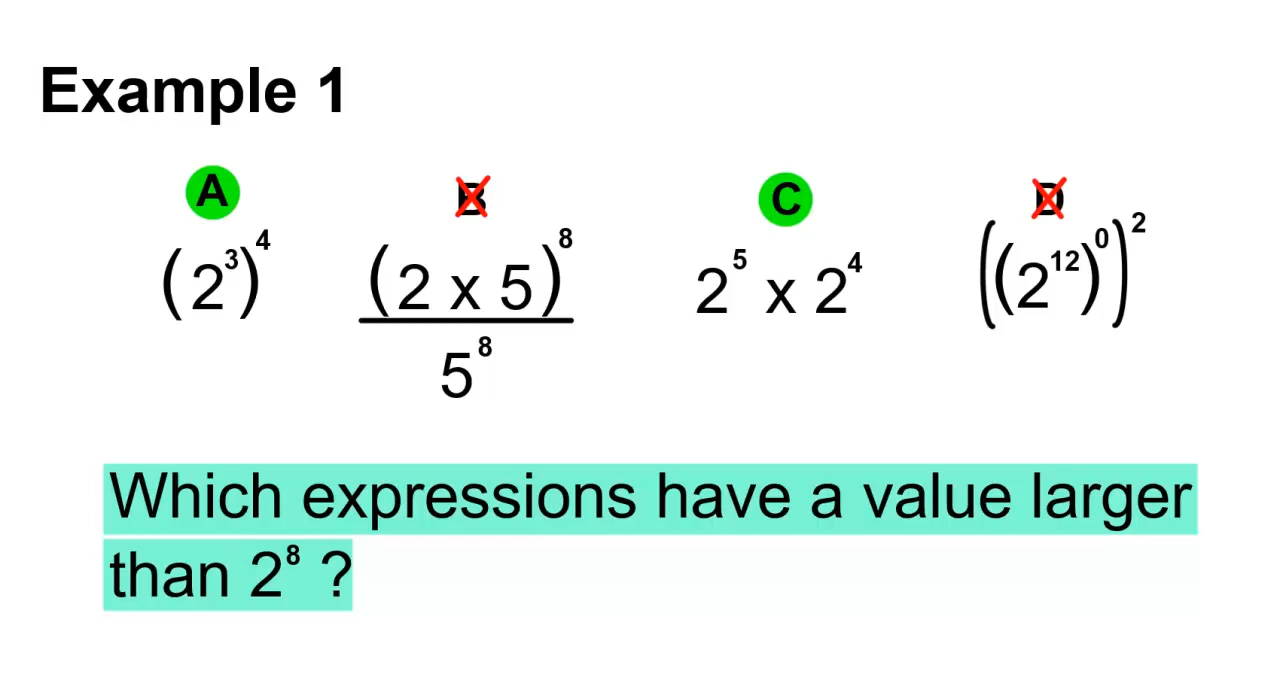 Example 1
A B C D
(2³)⁴ (2 x 5)⁸ 2⁵ x 2⁴ ((2¹²)⁰)²
5⁸
Which expressions have a value larger
than 2⁸ ?